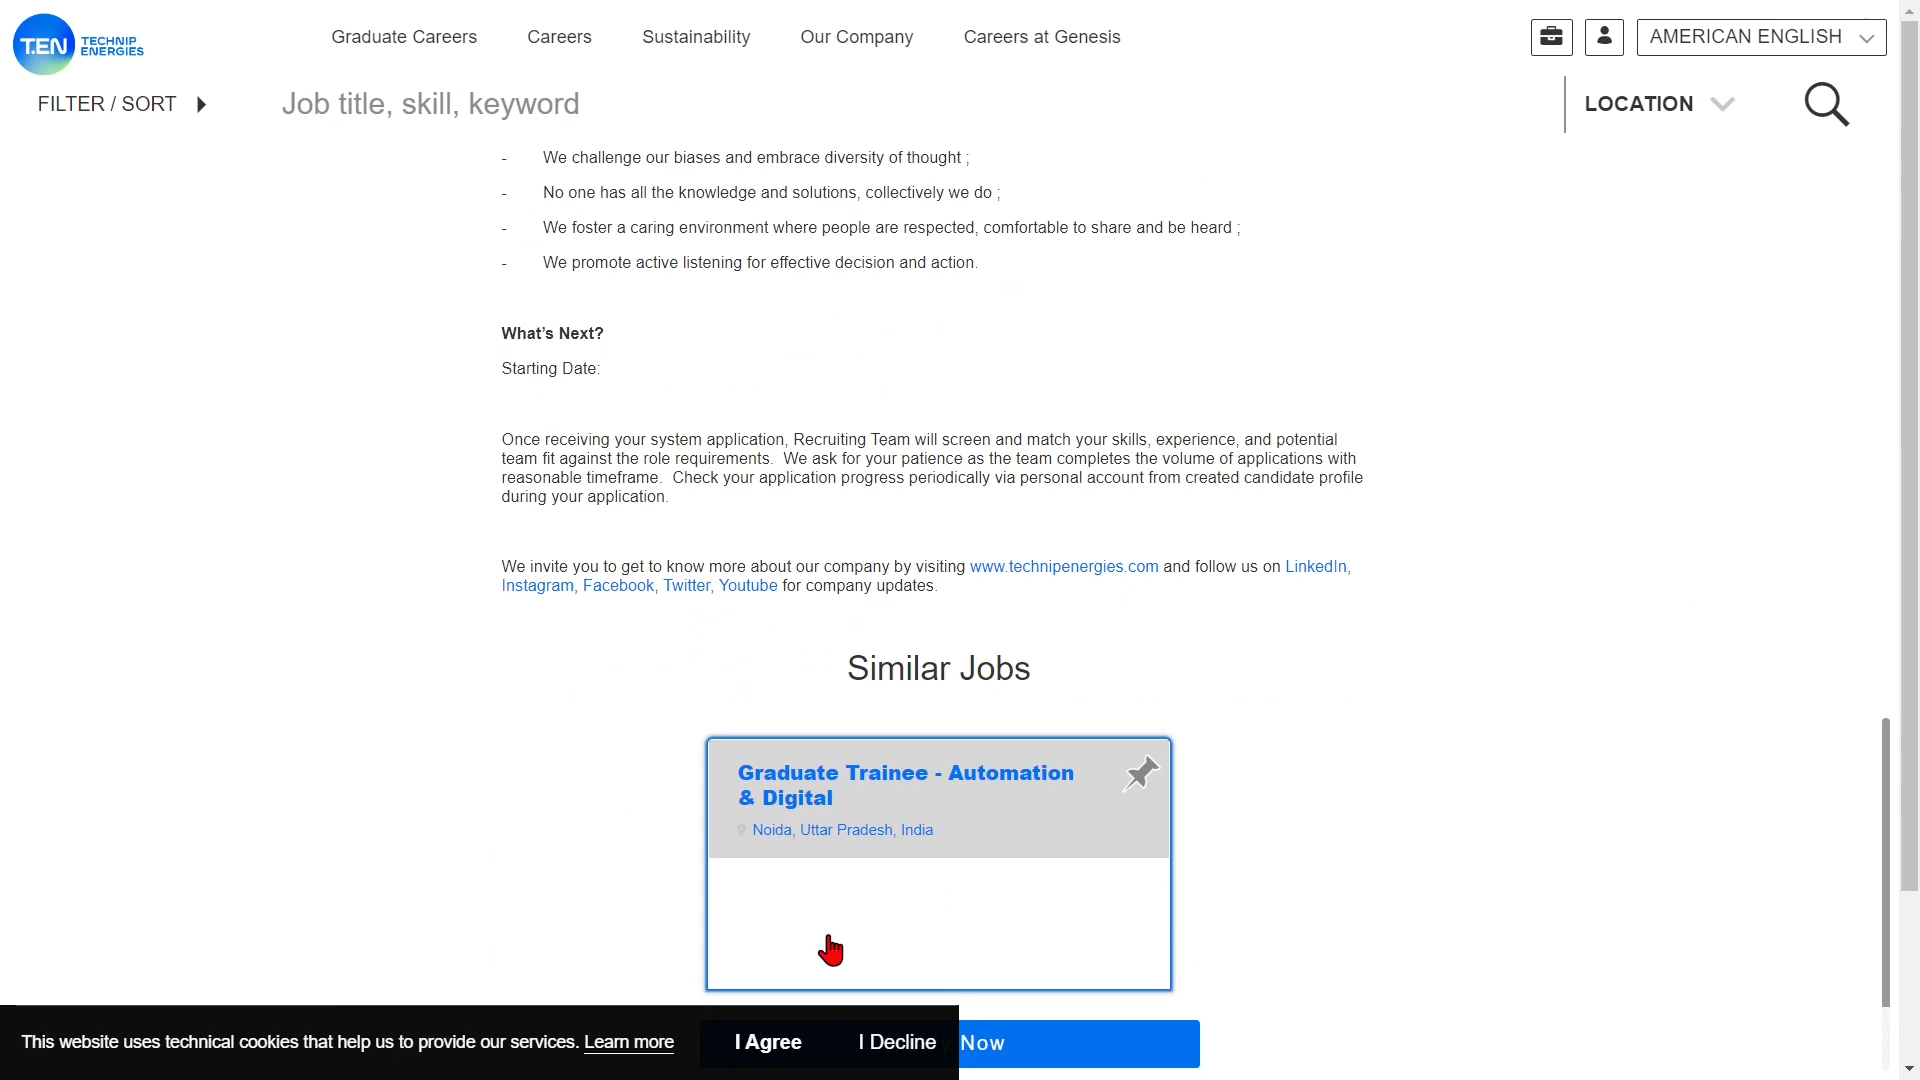 T.EN TECHNIP ENERGIES
Graduate Careers
Careers
Sustainability
Our Company
Careers at Genesis
AMERICAN ENGLISH
FILTER / SORT
Job title, skill, keyword
LOCATION
- We challenge our biases and embrace diversity of thought ;
- No one has all the knowledge and solutions, collectively we do ;
- We foster a caring environment where people are respected, comfortable to share and be heard ;
- We promote active listening for effective decision and action.
What's Next?
Starting Date:
Once receiving your system application, Recruiting Team will screen and match your skills, experience, and potential
team fit against the role requirements. We ask for your patience as the team completes the volume of applications with
reasonable timeframe. Check your application progress periodically via personal account from created candidate profile
during your application.
We invite you to get to know more about our company by visiting www.technipenergies.com and follow us on LinkedIn,
Instagram, Facebook, Twitter, Youtube for company updates.
Similar Jobs
Graduate Trainee - Automation
& Digital
Noida, Uttar Pradesh, India
This website uses technical cookies that help us to provide our services. Learn more
I Agree
I Decline
Now